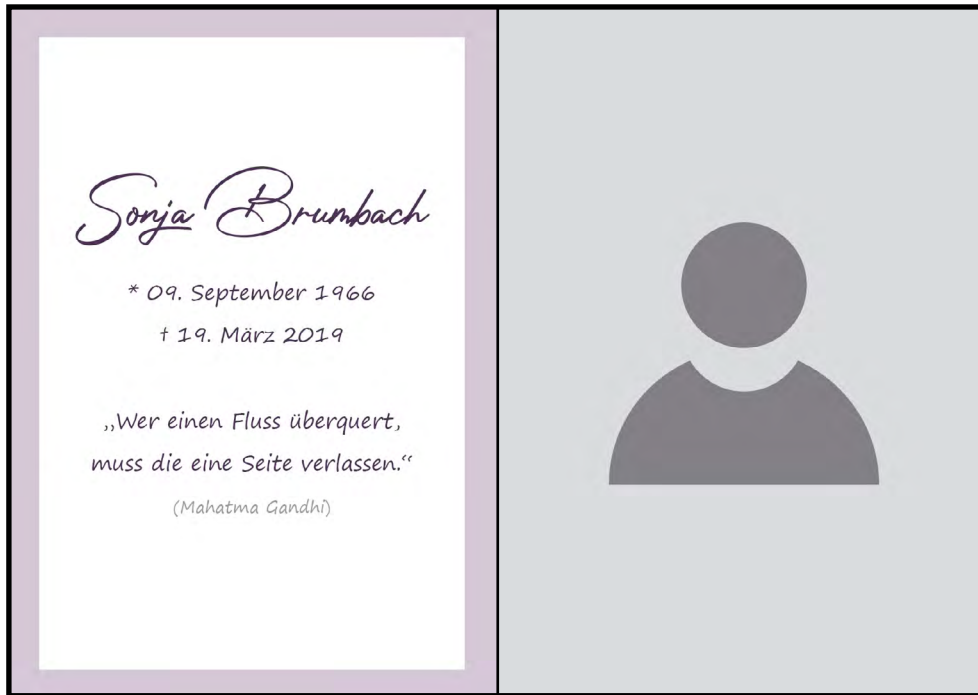 Sonja Brumbach
* 09. September 1966
† 19. März 2019
„Wer einen Fluss überquert,
muss die eine Seite verlassen.“
(Mahatma Gandhi)